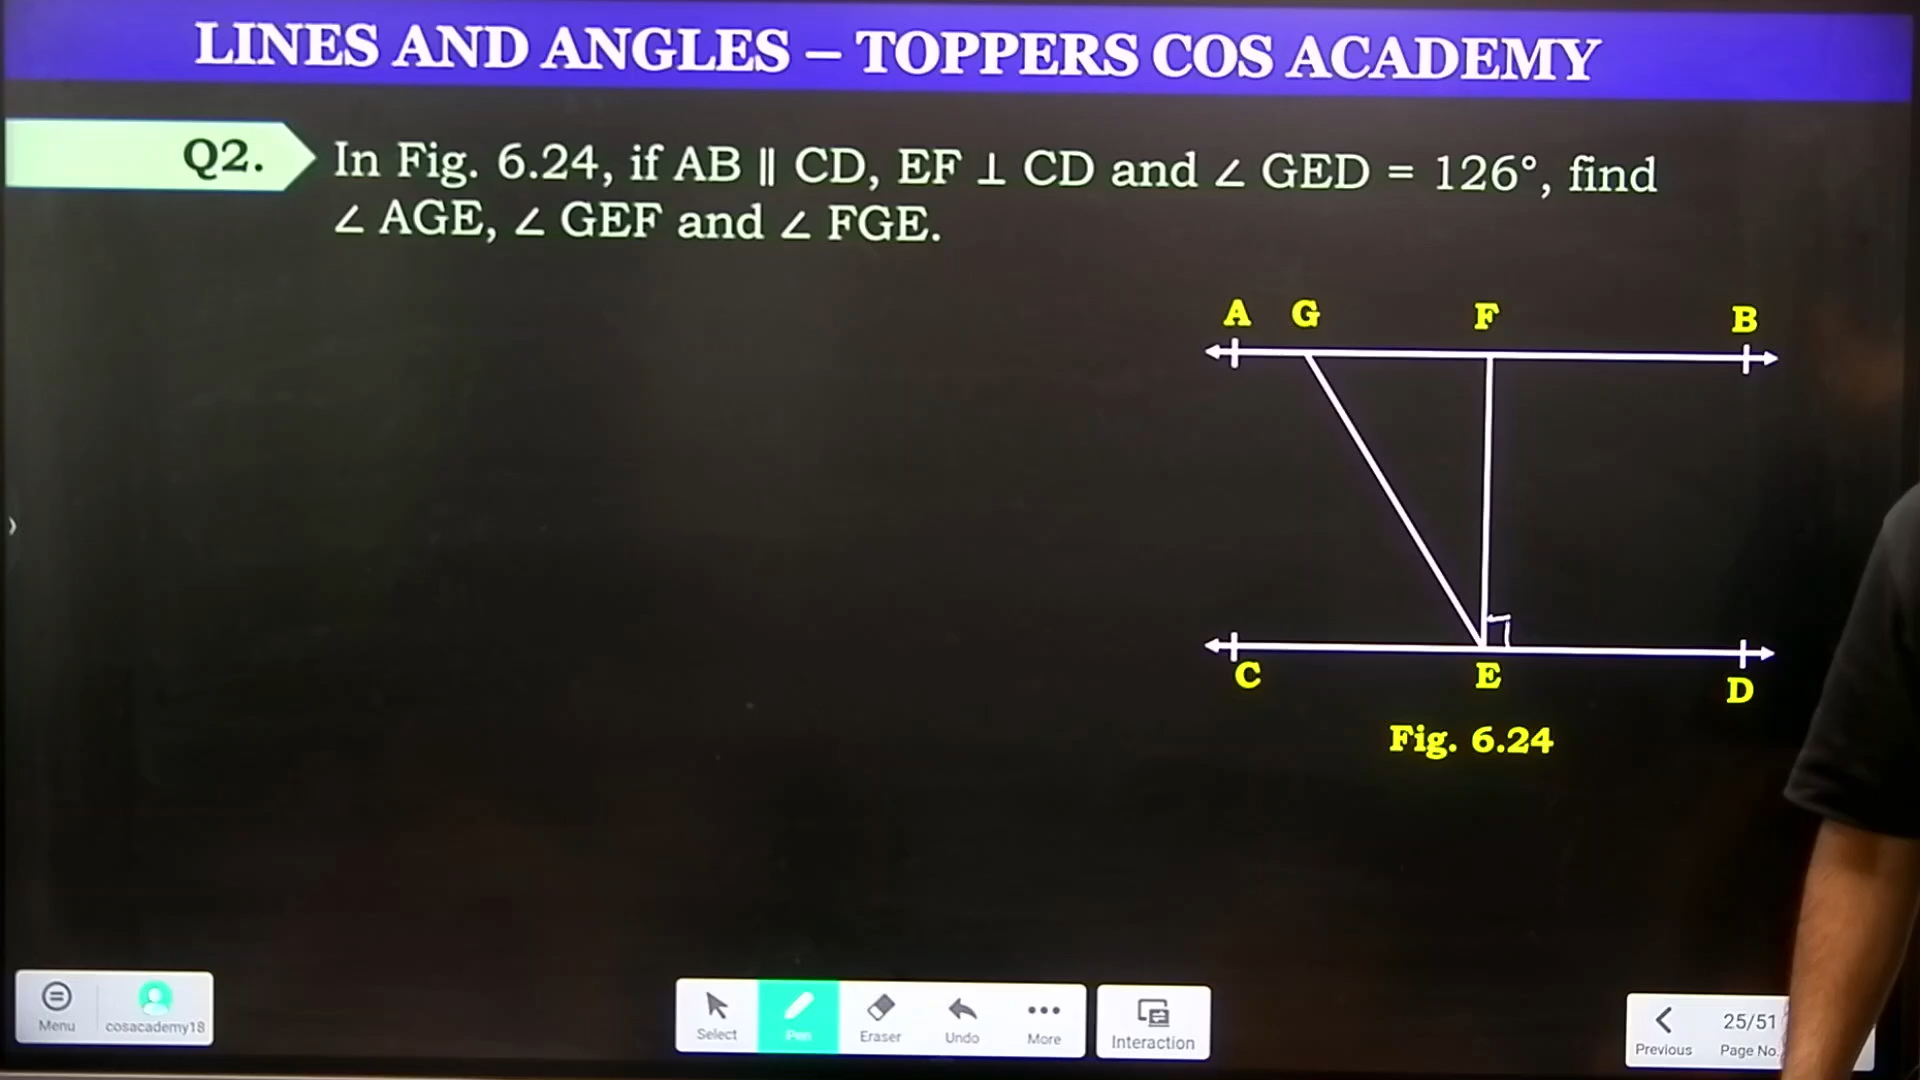 LINES AND ANGLES – TOPPERS COS ACADEMY
Q2. In Fig. 6.24, if AB ∥ CD, EF ⊥ CD and ∠ GED = 126°, find
∠ AGE, ∠ GEF and ∠ FGE.
A G F B
C E D
Fig. 6.24
Menu cosacademy18 Select Pen Eraser Undo More Interaction Previous 25/51 Page No.